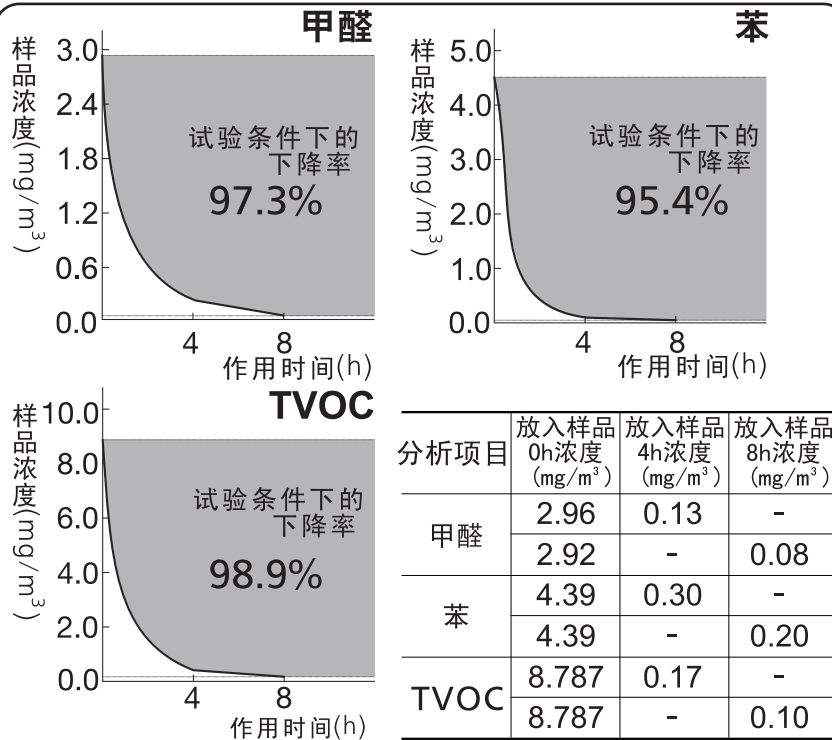 甲醛
样品浓度(mg/m³)
3.0
2.4
1.8
1.2
0.6
0.0
试验条件下的
下降率
97.3%
4
8
作用时间(h)
苯
样品浓度(mg/m³)
5.0
4.0
3.0
2.0
1.0
0.0
试验条件下的
下降率
95.4%
4
8
作用时间(h)
TVOC
样品浓度(mg/m³)
10.0
8.0
6.0
4.0
2.0
0.0
试验条件下的
下降率
98.9%
4
8
作用时间(h)
分析项目 放入样品 放入样品 放入样品
0h浓度 4h浓度 8h浓度
(mg/m³) (mg/m³) (mg/m³)
甲醛 2.96 0.13 -
2.92 - 0.08
苯 4.39 0.30 -
4.39 - 0.20
TVOC 8.787 0.17 -
8.787 - 0.10